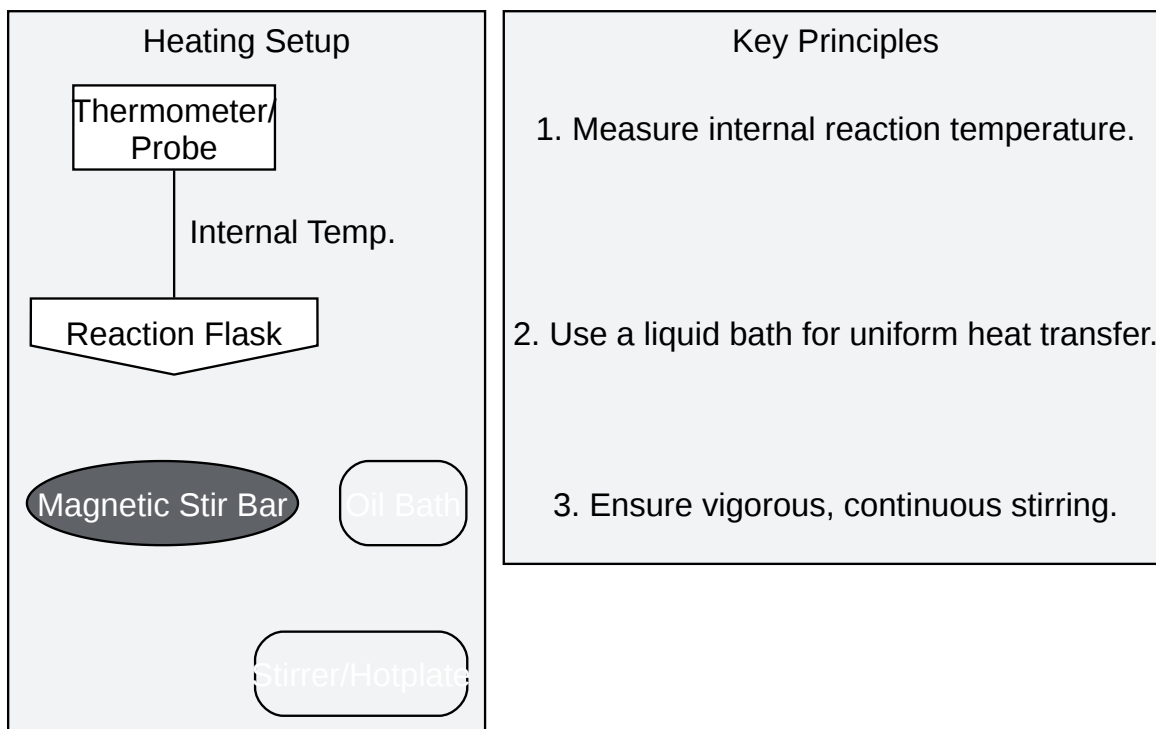 Heating Setup
Thermometer/
Probe
Internal Temp.
Reaction Flask
Magnetic Stir Bar
Oil Bath
Stirrer/Hotplate
Key Principles
1. Measure internal reaction temperature.
2. Use a liquid bath for uniform heat transfer.
3. Ensure vigorous, continuous stirring.